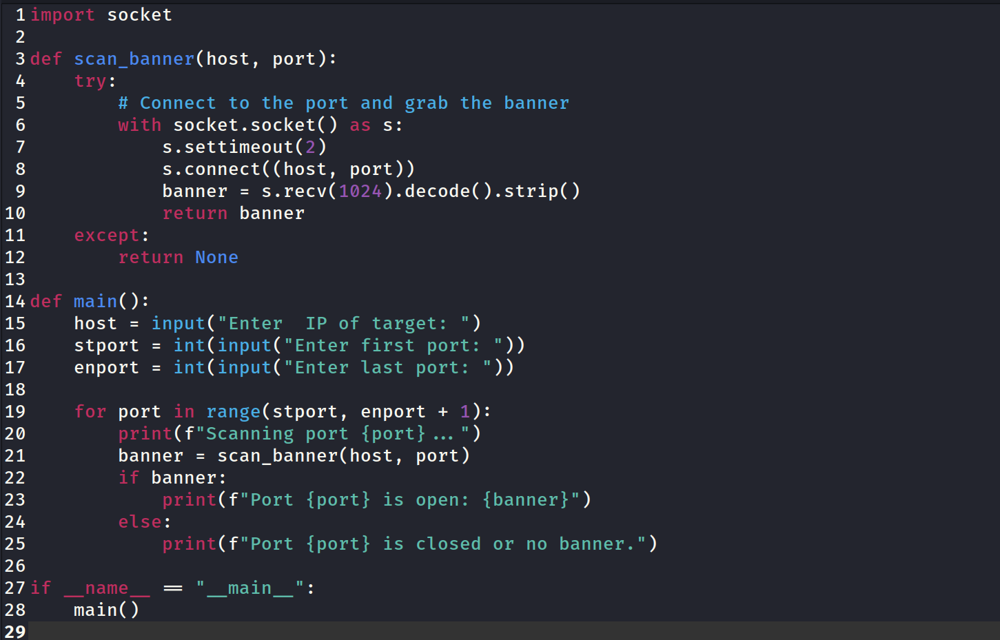 1 import socket
2
3 def scan_banner(host, port):
4     try:
5         # Connect to the port and grab the banner
6         with socket.socket() as s:
7             s.settimeout(2)
8             s.connect((host, port))
9             banner = s.recv(1024).decode().strip()
10             return banner
11     except:
12         return None
13
14 def main():
15     host = input("Enter  IP of target: ")
16     stport = int(input("Enter first port: "))
17     enport = int(input("Enter last port: "))
18
19     for port in range(stport, enport + 1):
20         print(f"Scanning port {port}...")
21         banner = scan_banner(host, port)
22         if banner:
23             print(f"Port {port} is open: {banner}")
24         else:
25             print(f"Port {port} is closed or no banner.")
26
27 if __name__ == "__main__":
28     main()
29